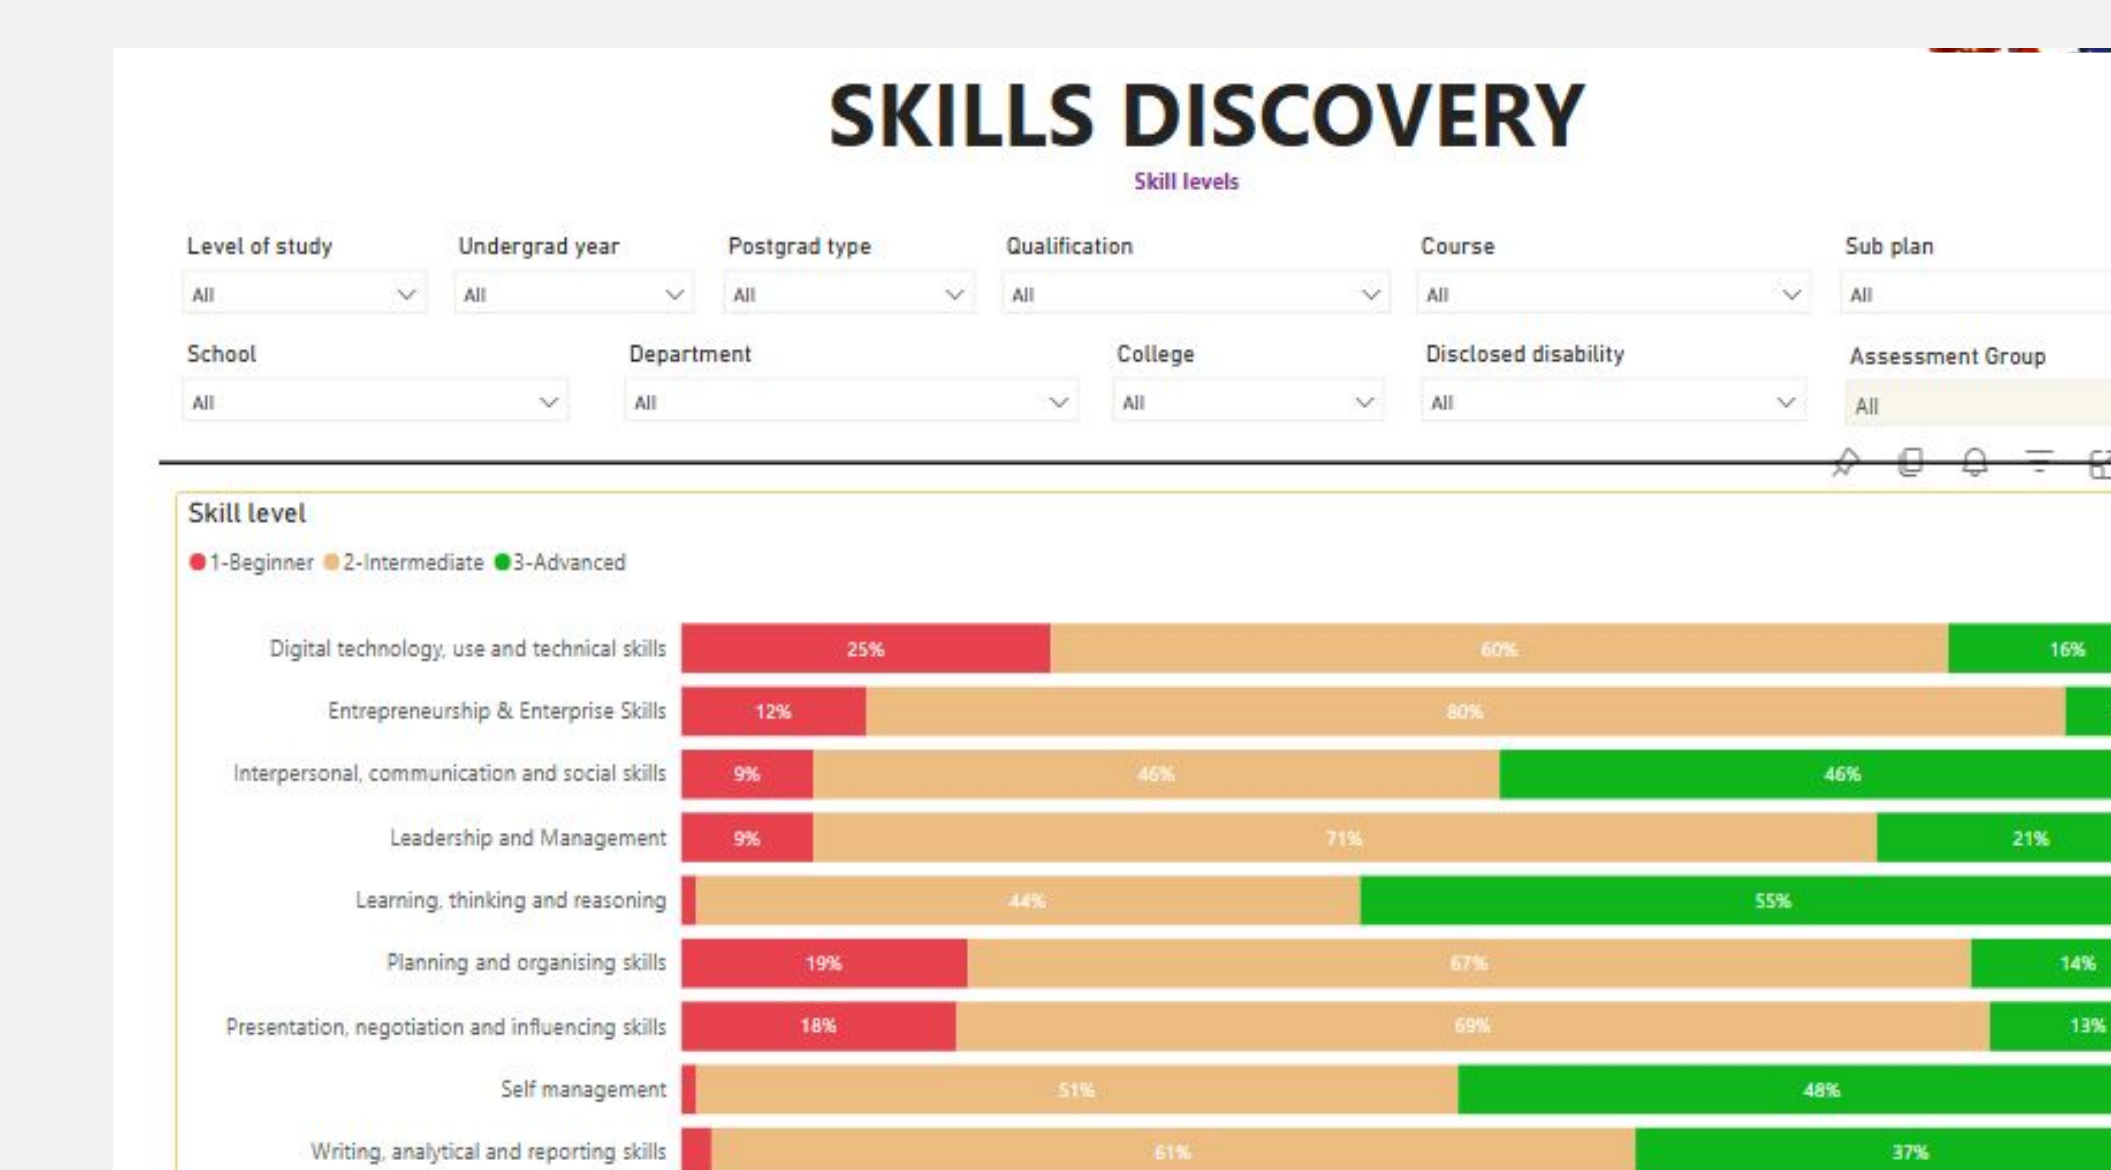 SKILLS DISCOVERY
Skill levels
Level of study Undergrad year Postgrad type Qualification Course Sub plan
All All All All All All
School Department College Disclosed disability Assessment Group
All All All All All
Skill level
1-Beginner 2-Intermediate 3-Advanced
Digital technology, use and technical skills 25% 60% 16%
Entrepreneurship & Enterprise Skills 12% 80%
Interpersonal, communication and social skills 9% 46% 46%
Leadership and Management 9% 71% 21%
Learning, thinking and reasoning 44% 55%
Planning and organising skills 19% 67% 14%
Presentation, negotiation and influencing skills 18% 69% 13%
Self management 51% 48%
Writing, analytical and reporting skills 61% 37%